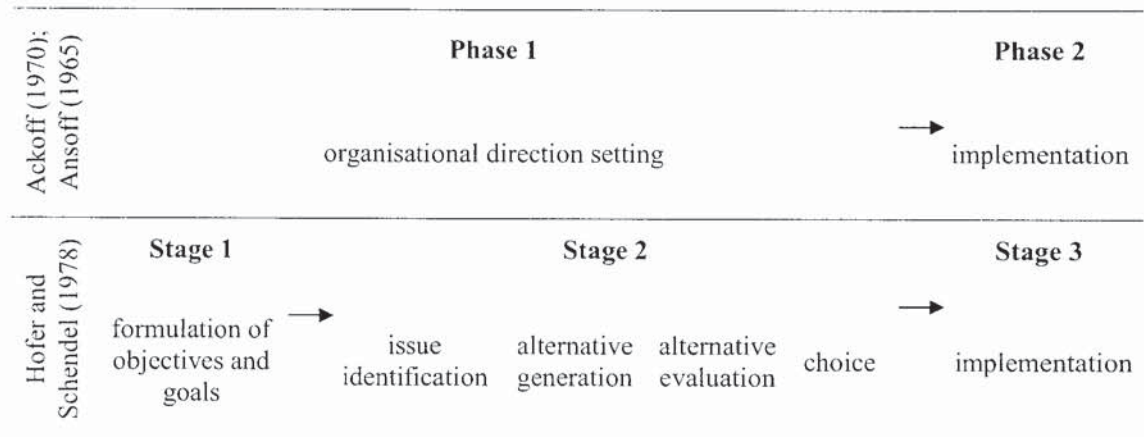 Ackoff (1970);
Ansoff (1965)
Phase 1
Phase 2
organisational direction setting
implementation
Hofer and
Schendel (1978)
Stage 1
Stage 2
Stage 3
formulation of
objectives and
goals
issue
identification
alternative
generation
alternative
evaluation
choice
implementation